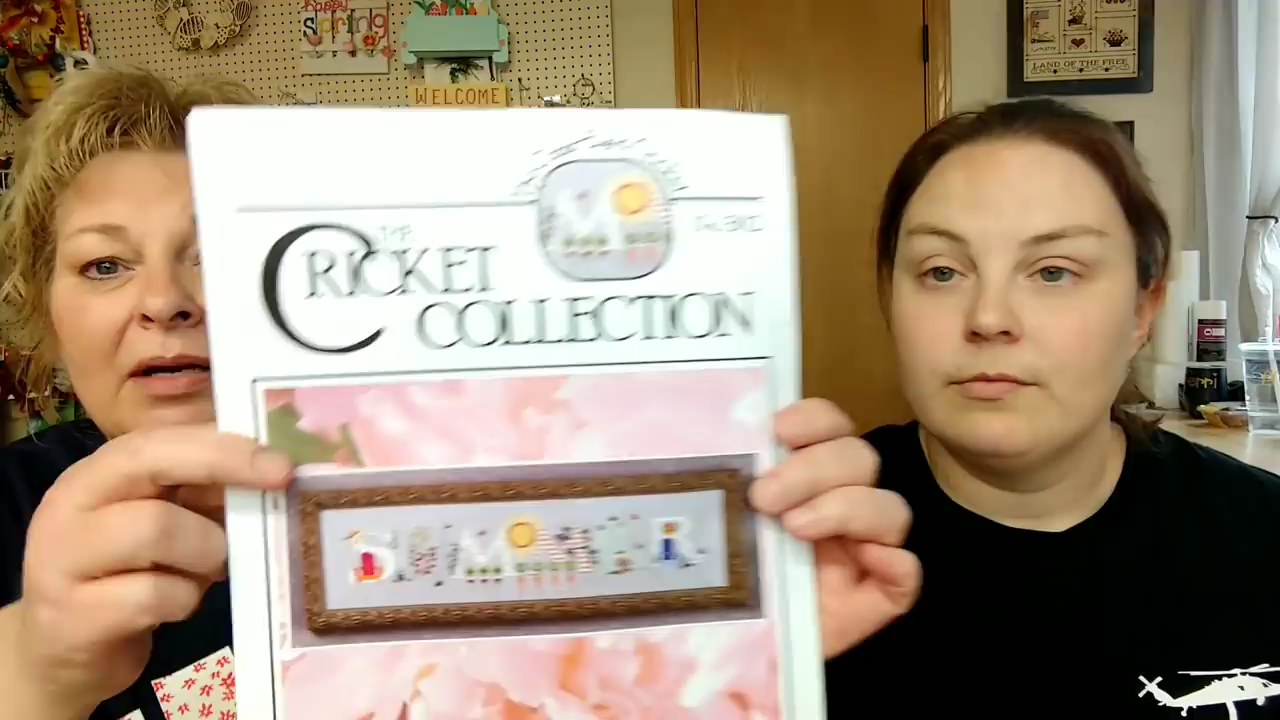 happy
spring
WELCOME
LAND OF THE FREE
THE
CRICKET
COLLECTION
SUMMER